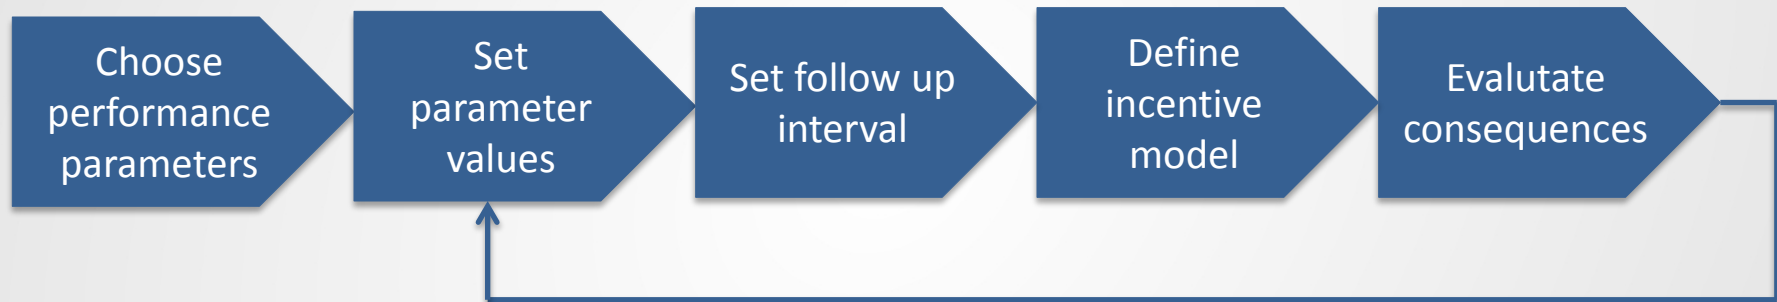 Choose
performance
parameters
Set
parameter
values
Set follow up
interval
Define
incentive
model
Evalutate
consequences